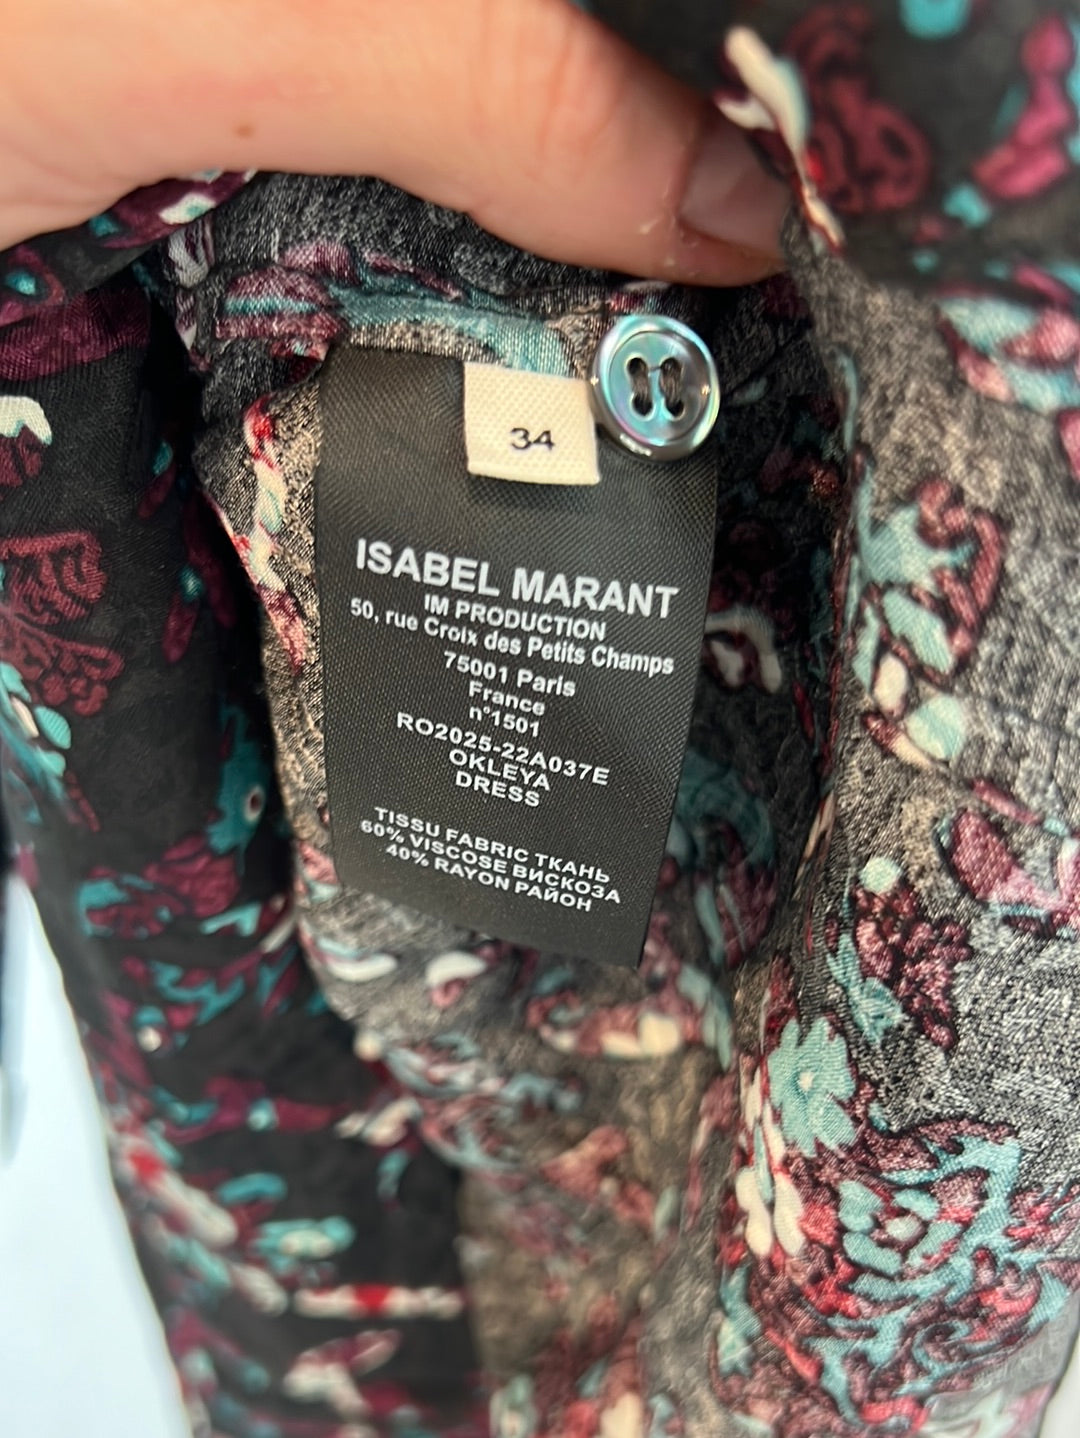 34
ISABEL MARANT
IM PRODUCTION
50, rue Croix des Petits Champs
75001 Paris
France
n°1501
RO2025-22A037E
OKLEYA
DRESS
TISSU FABRIC ТКАНЬ
60% VISCOSE ВИСКОЗА
40% RAYON РАЙОН